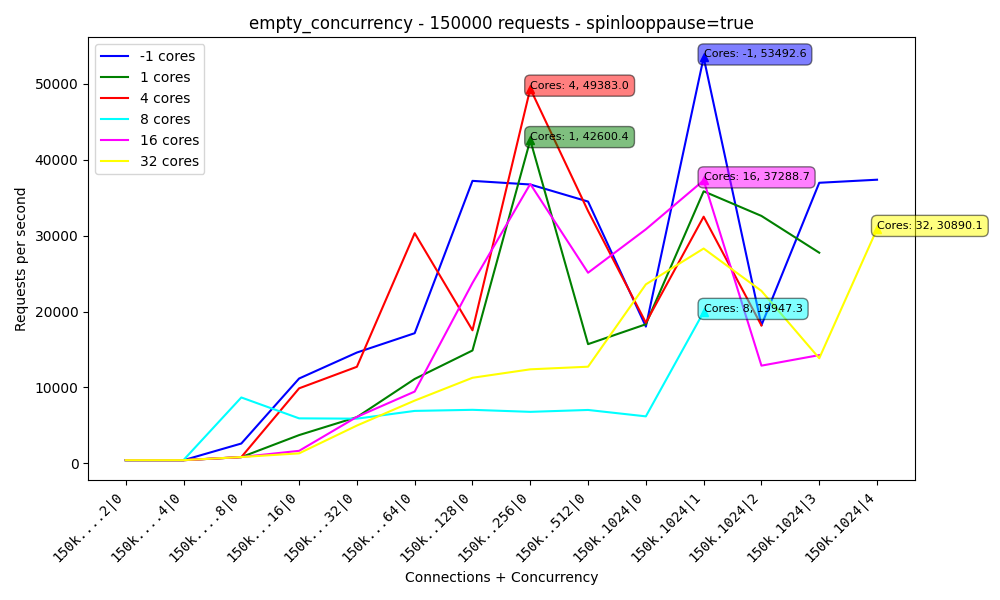 empty_concurrency - 150000 requests - spinlooppause=true
-1 cores
1 cores
4 cores
8 cores
16 cores
32 cores
Cores: -1, 53492.6
Cores: 4, 49383.0
Cores: 1, 42600.4
Cores: 16, 37288.7
Cores: 32, 30890.1
Cores: 8, 19947.3
Requests per second
50000
40000
30000
20000
10000
0
150k....2|0
150k....4|0
150k....8|0
150k...16|0
150k...32|0
150k...64|0
150k..128|0
150k..256|0
150k..512|0
150k.1024|0
150k.1024|1
150k.1024|2
150k.1024|3
150k.1024|4
Connections + Concurrency